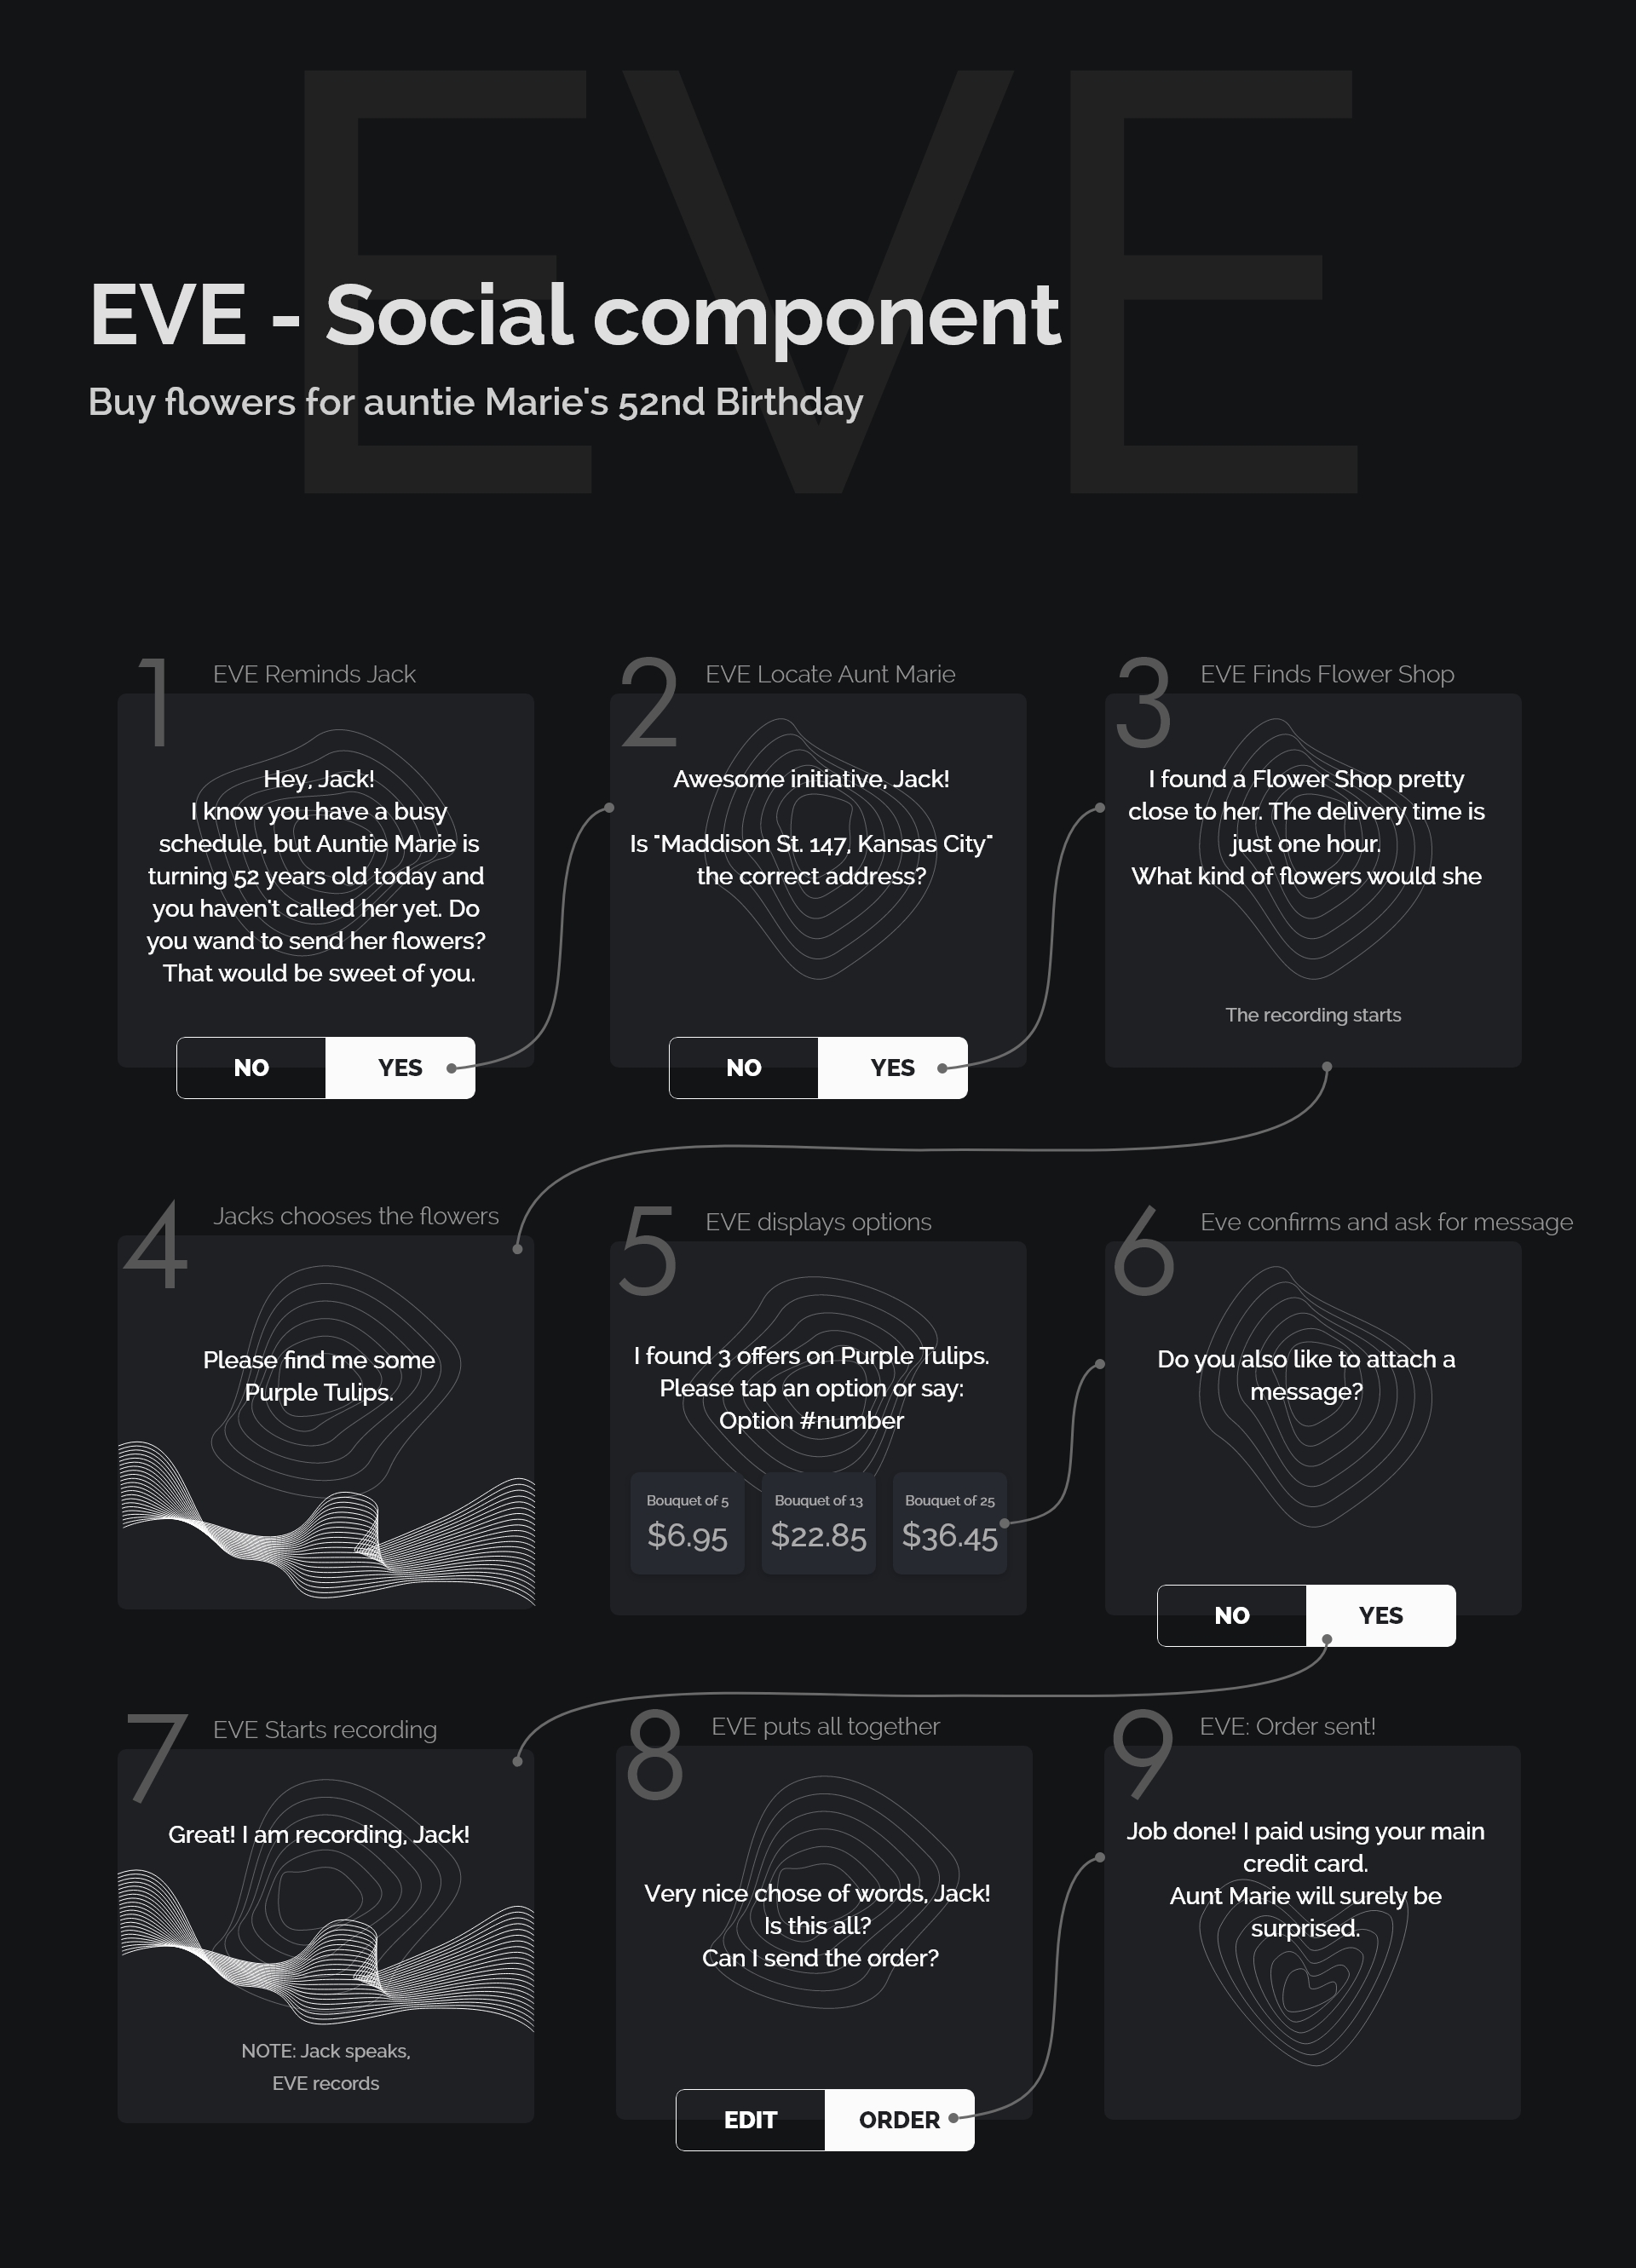 EVE
EVE - Social component
Buy flowers for auntie Marie's 52nd Birthday
1
EVE Reminds Jack
Hey, Jack!
I know you have a busy
schedule, but Auntie Marie is
turning 52 years old today and
you haven't called her yet. Do
you wand to send her flowers?
That would be sweet of you.
NO
YES
2
EVE Locate Aunt Marie
Awesome initiative, Jack!
Is "Maddison St. 147, Kansas City"
the correct address?
NO
YES
3
EVE Finds Flower Shop
I found a Flower Shop pretty
close to her. The delivery time is
just one hour.
What kind of flowers would she
The recording starts
4
Jacks chooses the flowers
Please find me some
Purple Tulips.
5
EVE displays options
I found 3 offers on Purple Tulips.
Please tap an option or say:
Option #number
Bouquet of 5
$6.95
Bouquet of 13
$22.85
Bouquet of 25
$36.45
6
Eve confirms and ask for message
Do you also like to attach a
message?
NO
YES
7
EVE Starts recording
Great! I am recording, Jack!
NOTE: Jack speaks,
EVE records
8
EVE puts all together
Very nice chose of words, Jack!
Is this all?
Can I send the order?
EDIT
ORDER
9
EVE: Order sent!
Job done! I paid using your main
credit card.
Aunt Marie will surely be
surprised.